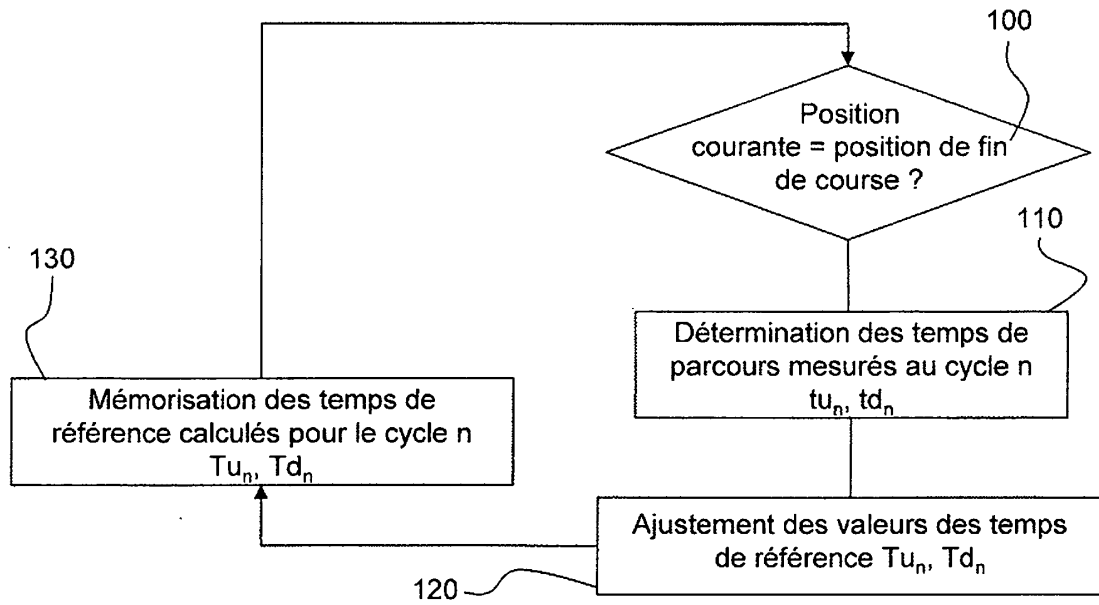 100
Position
courante = position de fin
de course ?
110
Détermination des temps de
parcours mesurés au cycle n
tuₙ, tdₙ
130
Mémorisation des temps de
référence calculés pour le cycle n
Tuₙ, Tdₙ
Ajustement des valeurs des temps
de référence Tuₙ, Tdₙ
120